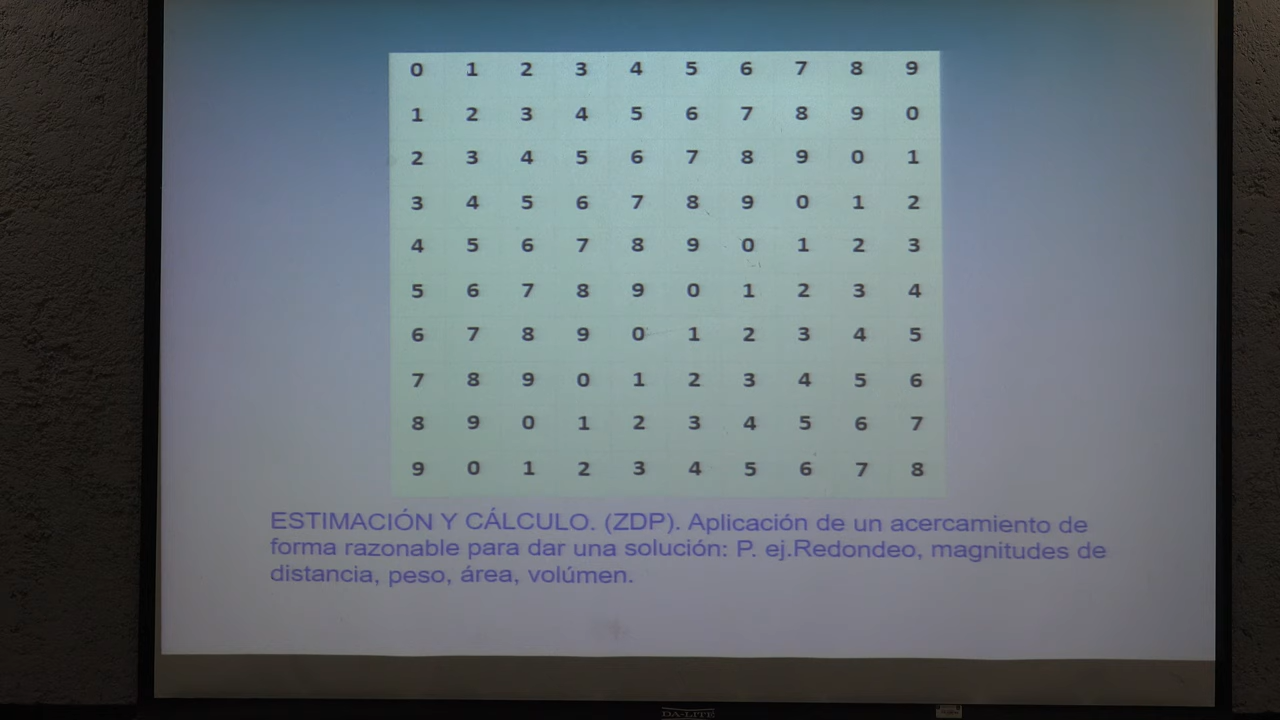 0 1 2 3 4 5 6 7 8 9
1 2 3 4 5 6 7 8 9 0
2 3 4 5 6 7 8 9 0 1
3 4 5 6 7 8 9 0 1 2
4 5 6 7 8 9 0 1 2 3
5 6 7 8 9 0 1 2 3 4
6 7 8 9 0 1 2 3 4 5
7 8 9 0 1 2 3 4 5 6
8 9 0 1 2 3 4 5 6 7
9 0 1 2 3 4 5 6 7 8
ESTIMACIÓN Y CÁLCULO. (ZDP). Aplicación de un acercamiento de
forma razonable para dar una solución: P. ej.Redondeo, magnitudes de
distancia, peso, área, volúmen.
DA-LITE